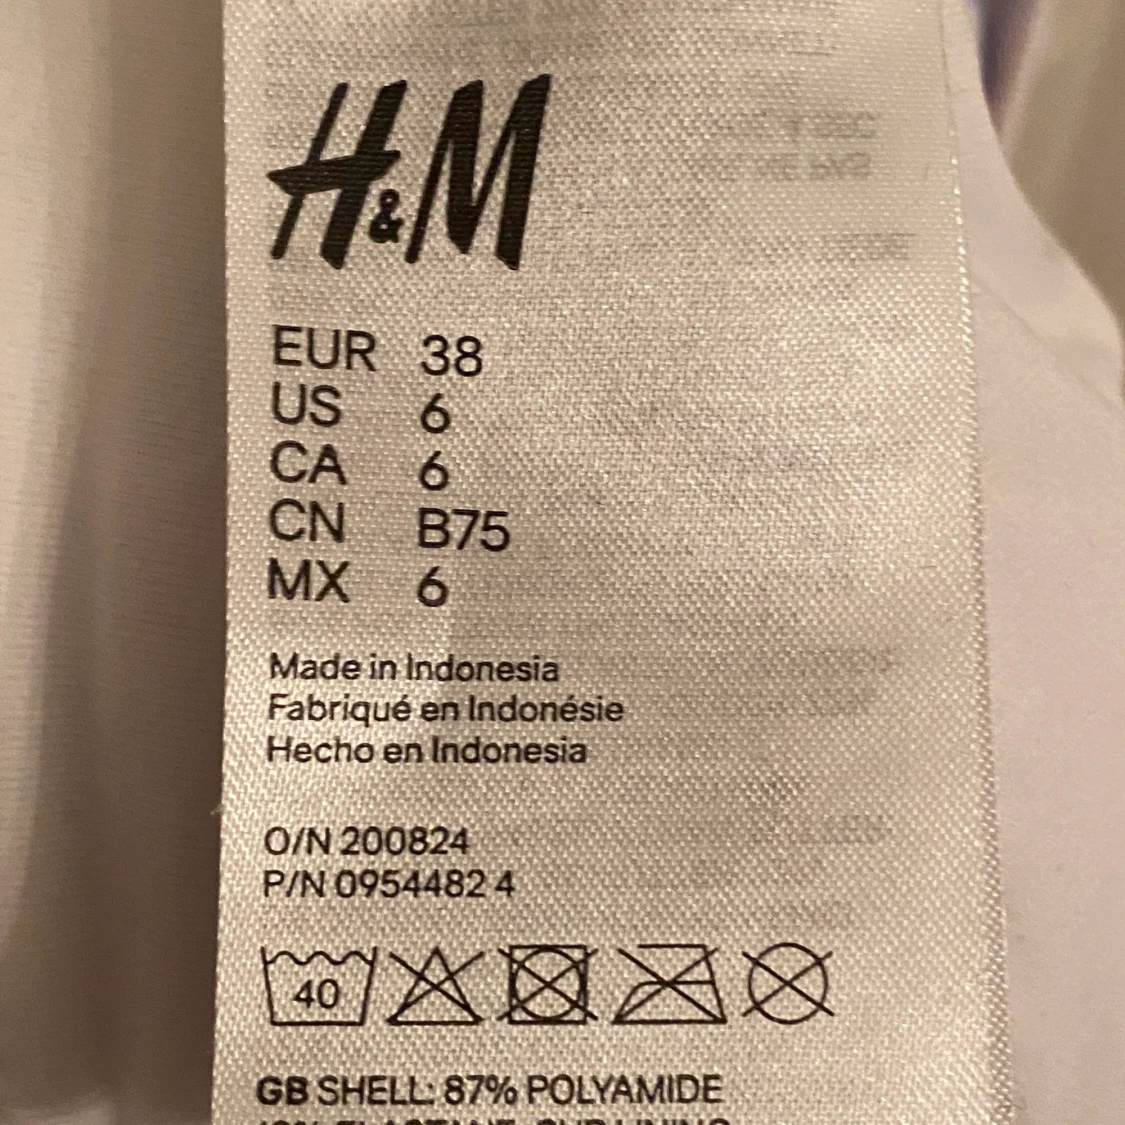 H&M
EUR 38
US 6
CA 6
CN B75
MX 6
Made in Indonesia
Fabriqué en Indonésie
Hecho en Indonesia
O/N 200824
P/N 0954482 4
40
GB SHELL: 87% POLYAMIDE